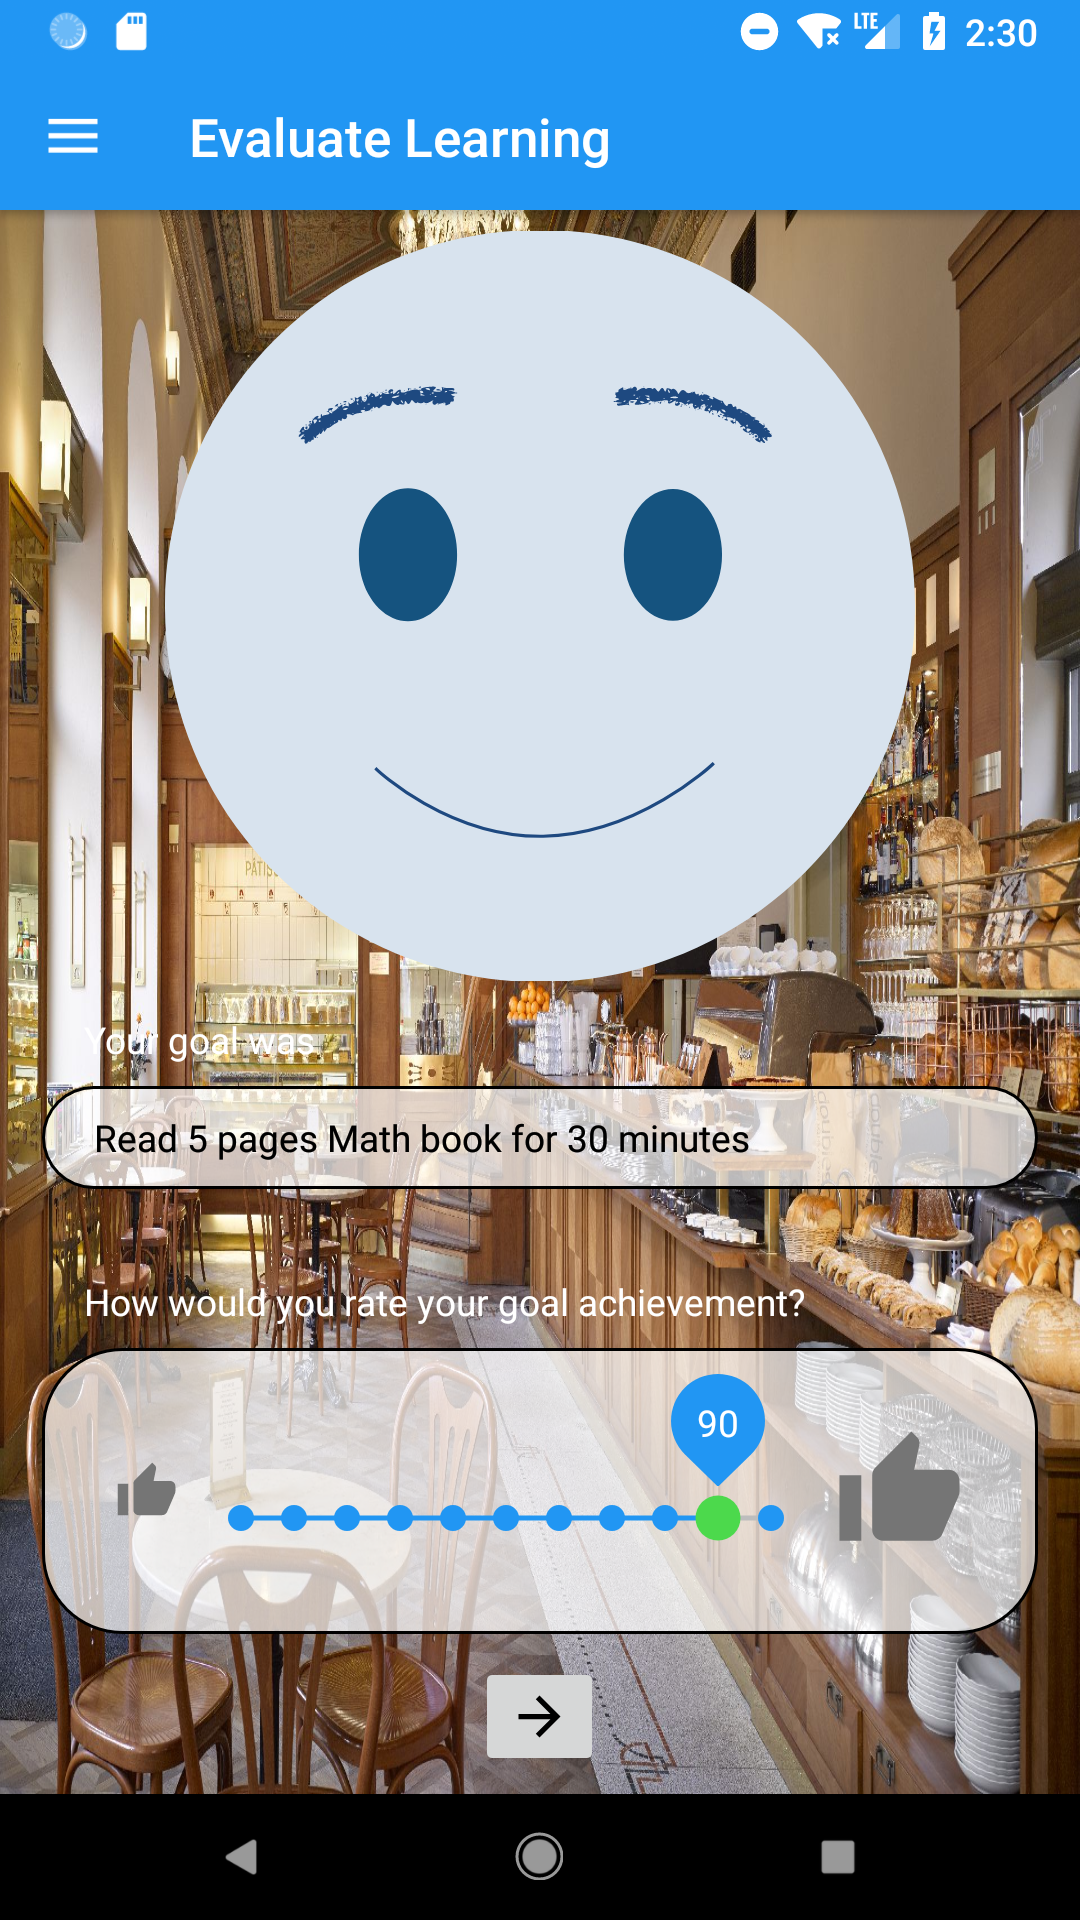 LTE 2:30
Evaluate Learning
PÂTISS
Your goal was...
Read 5 pages Math book for 30 minutes
How would you rate your goal achievement?
90